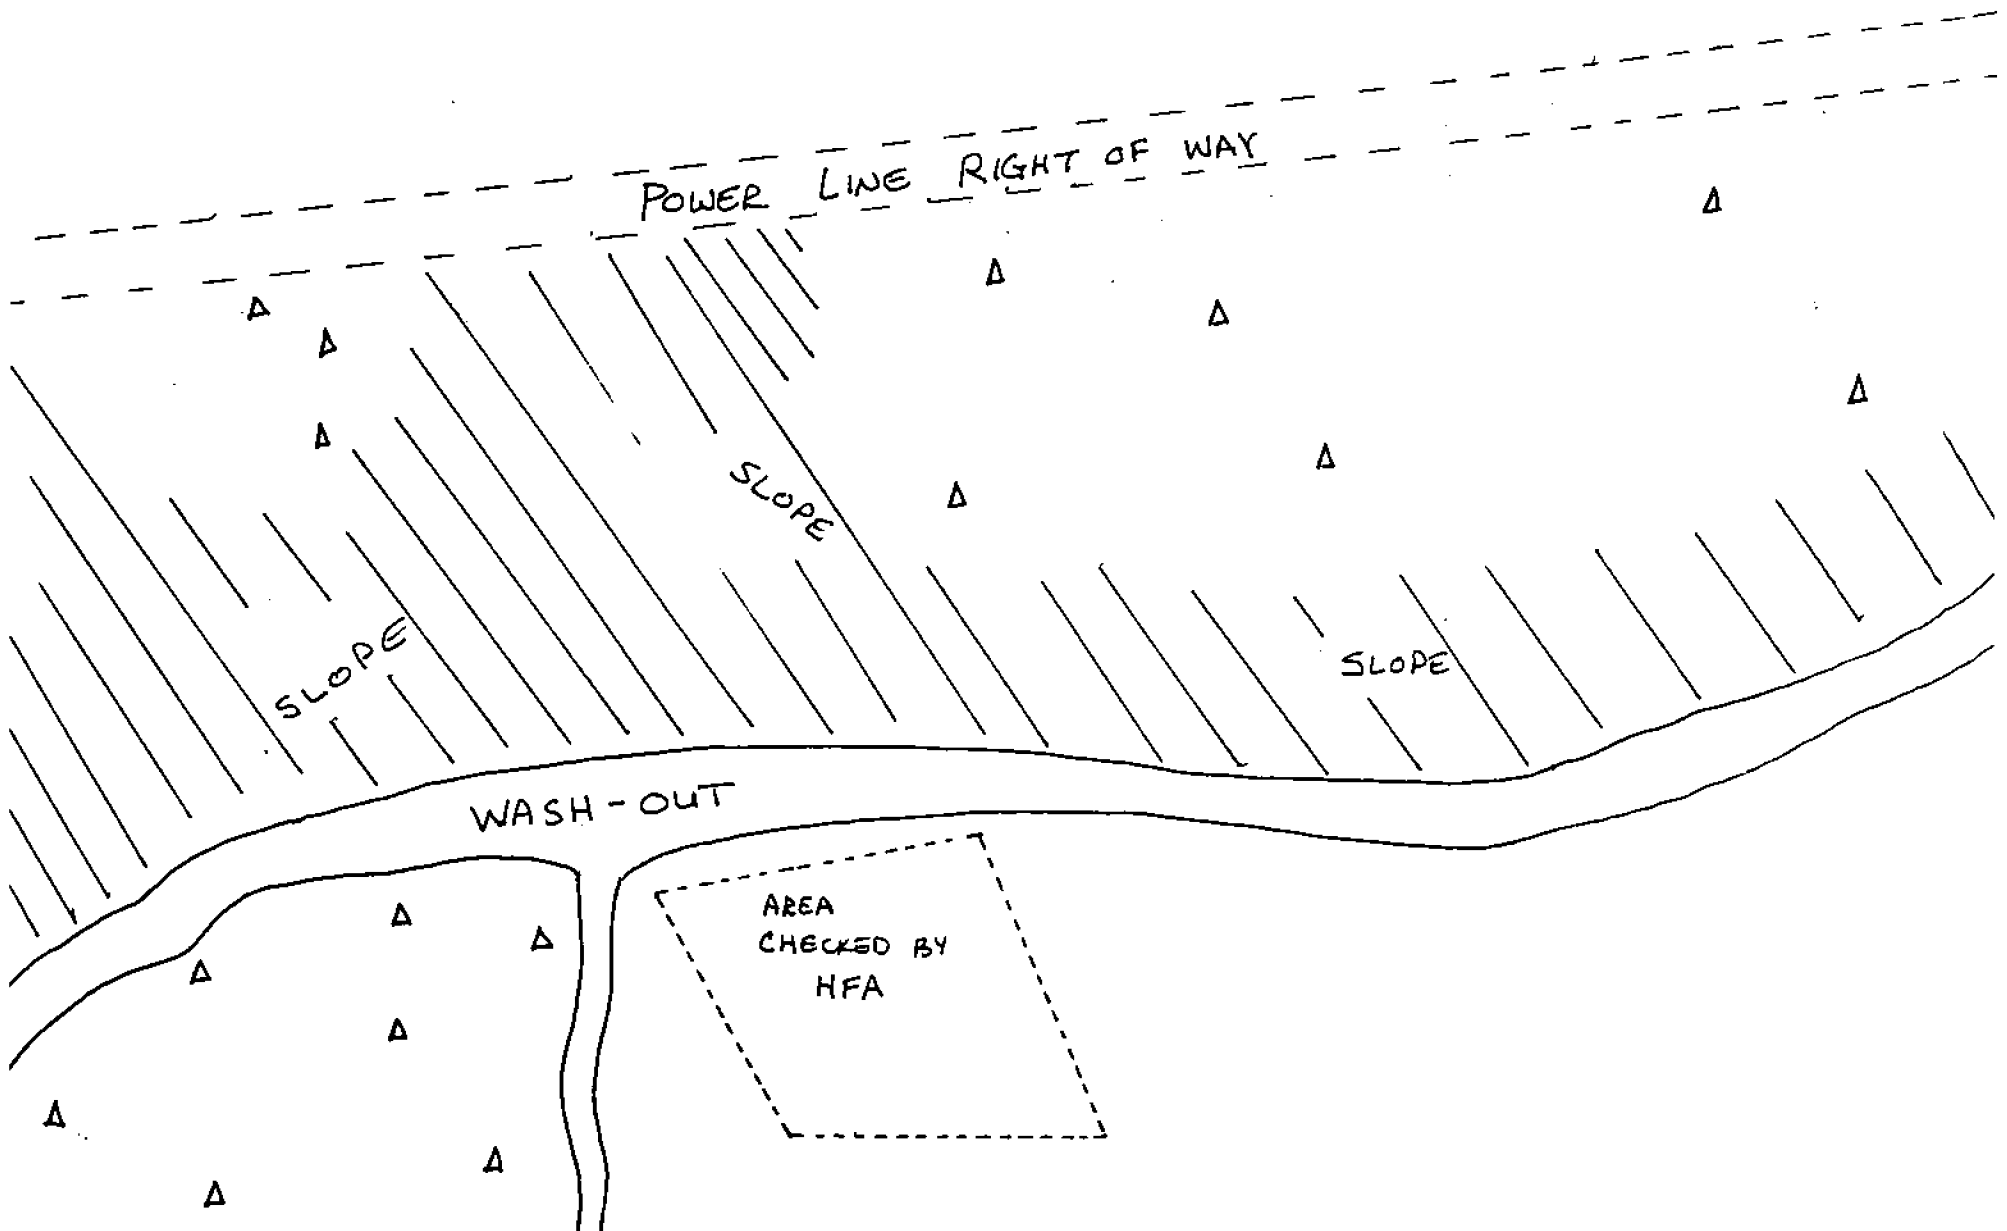 POWER LINE RIGHT OF WAY
SLOPE
SLOPE
SLOPE
WASH-OUT
AREA
CHECKED BY
HFA